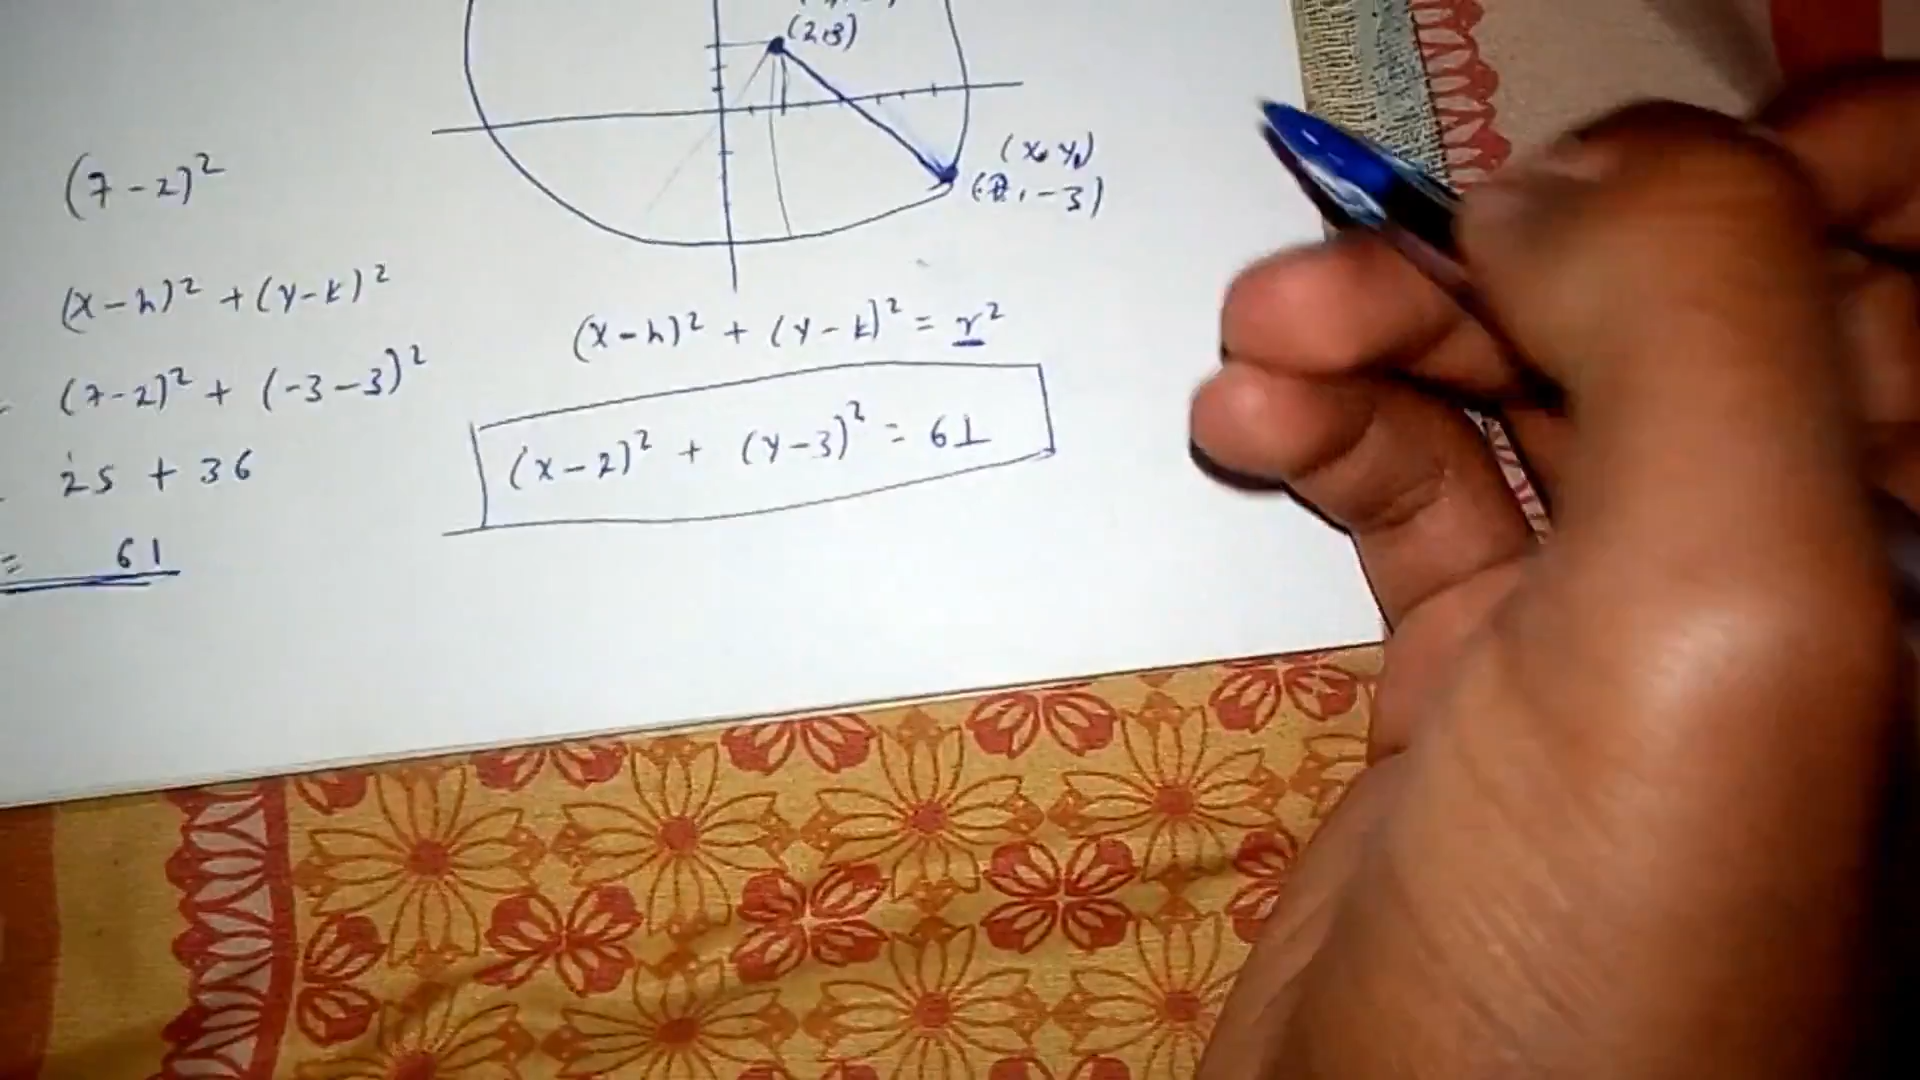 (2,3)
(x, y)
(7, -3)
(7-2)²
(x-h)² + (y-k)²
(x-h)² + (y-k)² = r²
(7-2)² + (-3-3)²
(x-2)² + (y-3)² = 61
25 + 36
= 61